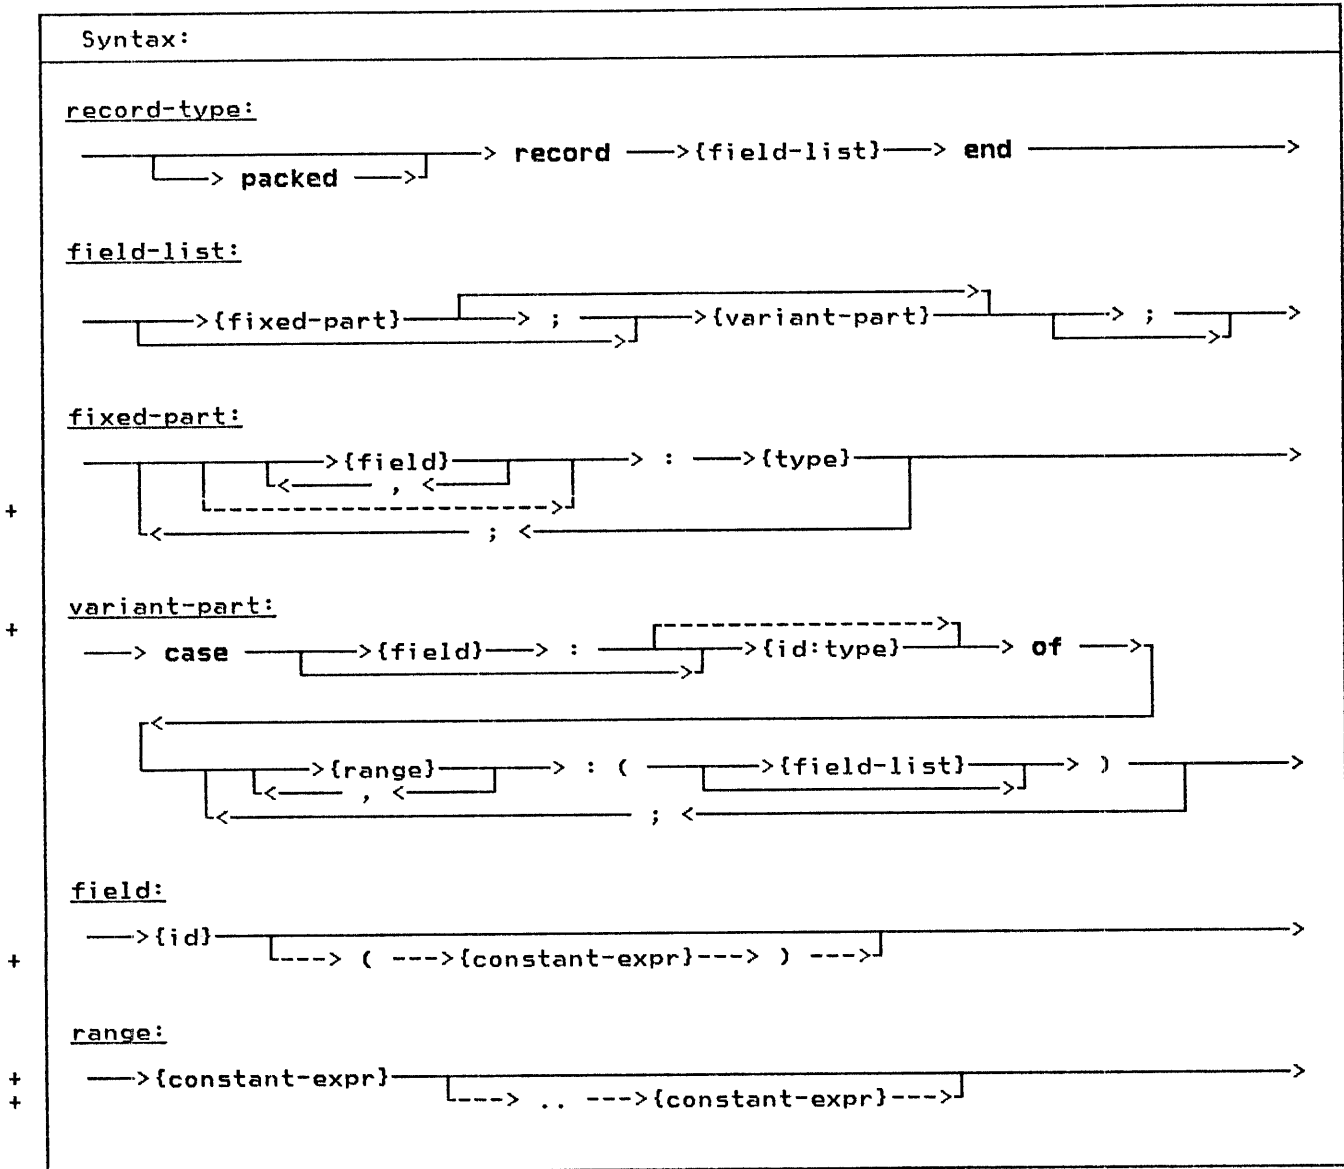 Syntax:
record-type:
———> record ———>{field-list}———> end ———>
———> packed ———>
field-list:
———>
———>{fixed-part}———> ; ———>{variant-part}———> ; ———>
———> ———>
fixed-part:
———>{field}———> : ———>{type}———>
<——— , <———
+ ------------>
<——— ; <———
variant-part:
+ ------------>
———> case ———>{field}———> : ———>{id:type}———> of ———>
———>
<———
———>{range}———> : ( ———>{field-list}———> ) ———>
<——— , <——— ———>
<——— ; <———
field:
———>{id}———>
+ ---> ( --->{constant-expr}---> ) --->
range:
+ ———>{constant-expr}———>
+ ---> .. --->{constant-expr}--->